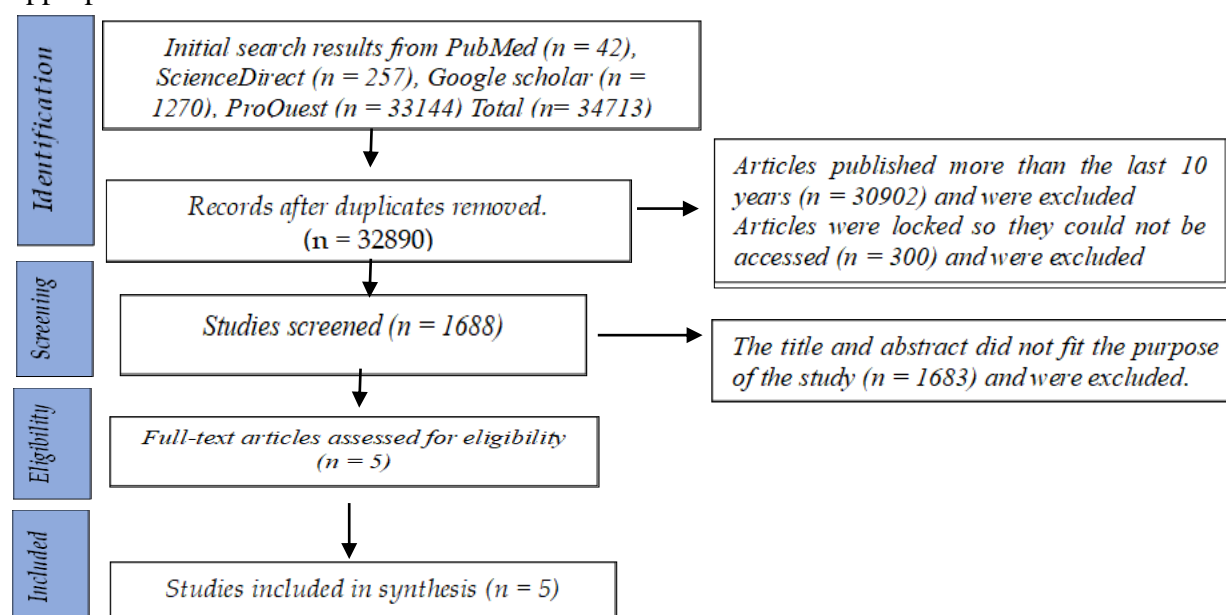 Identification
Initial search results from PubMed (n = 42),
ScienceDirect (n = 257), Google scholar (n =
1270), ProQuest (n = 33144) Total (n= 34713)
Records after duplicates removed.
(n = 32890)
Articles published more than the last 10
years (n = 30902) and were excluded
Articles were locked so they could not be
accessed (n = 300) and were excluded
Screening
Studies screened (n = 1688)
The title and abstract did not fit the purpose
of the study (n = 1683) and were excluded.
Eligibility
Full-text articles assessed for eligibility
(n = 5)
Included
Studies included in synthesis (n = 5)